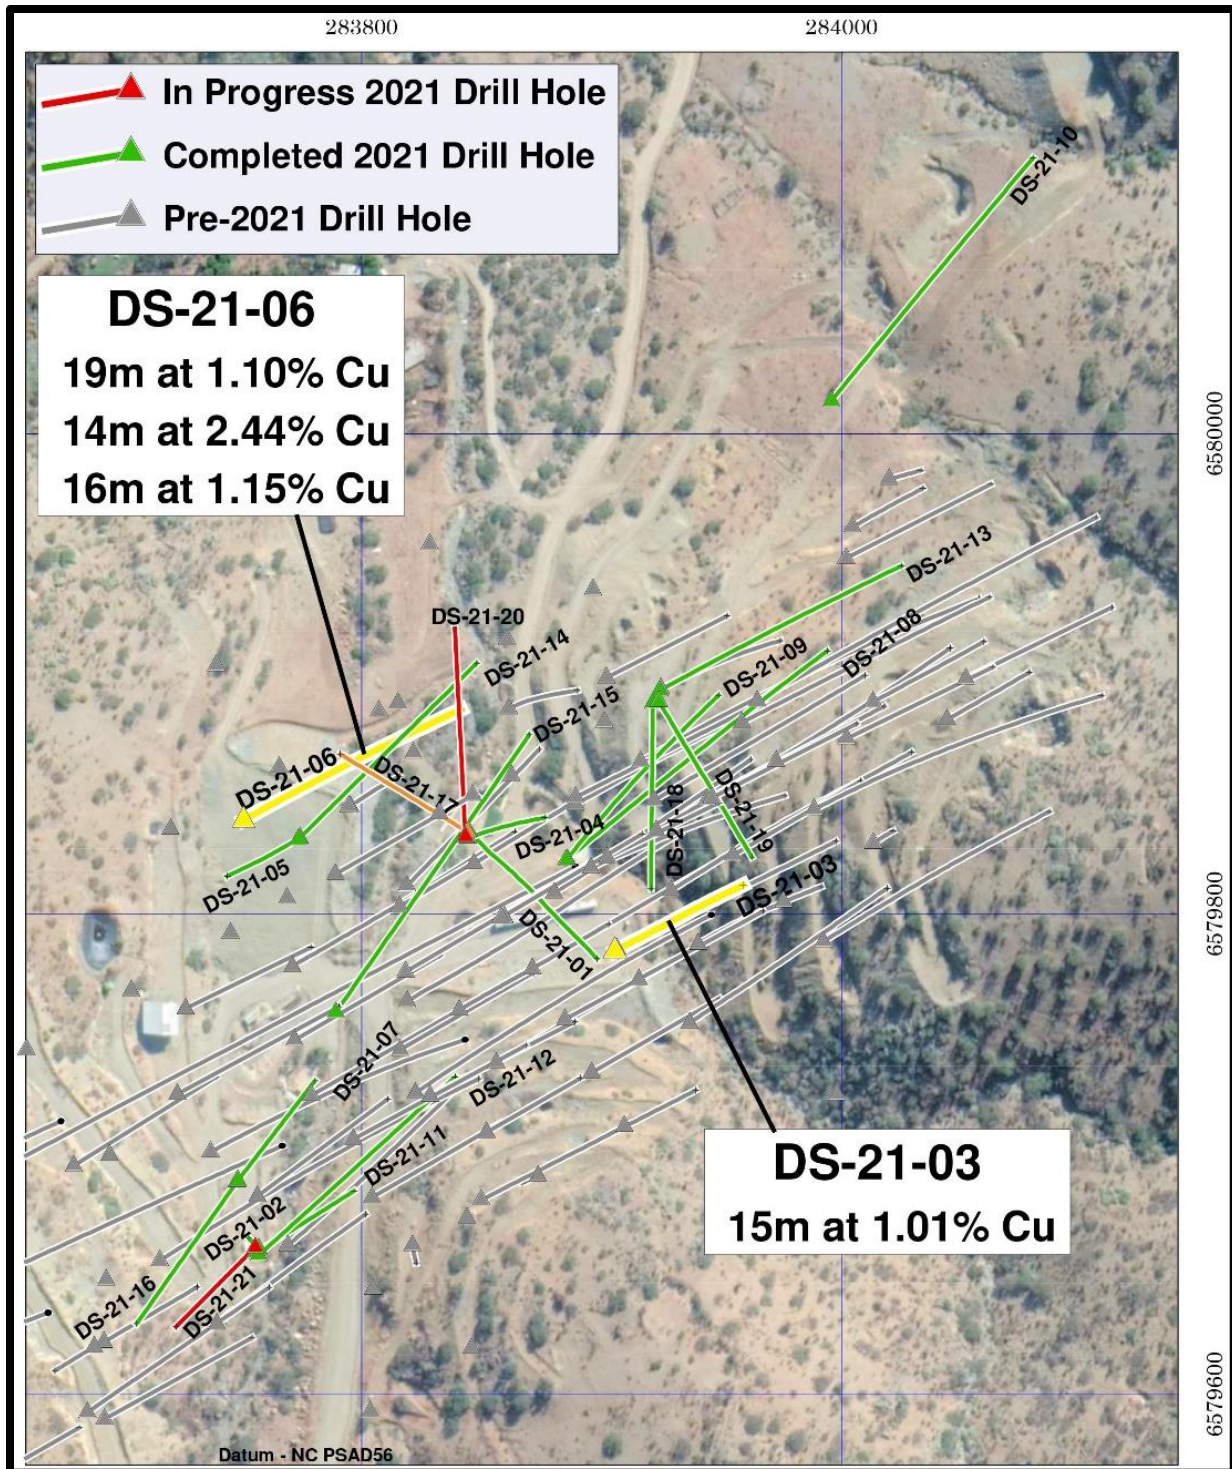 283800
284000
In Progress 2021 Drill Hole
Completed 2021 Drill Hole
Pre-2021 Drill Hole
DS-21-10
DS-21-06
19m at 1.10% Cu
14m at 2.44% Cu
16m at 1.15% Cu
6580000
DS-21-13
DS-21-20
DS-21-14
DS-21-08
DS-21-09
DS-21-15
DS-21-06
DS-21-17
DS-21-18
DS-21-19
DS-21-04
DS-21-05
DS-21-03
6579800
DS-21-01
DS-21-07
DS-21-12
DS-21-11
DS-21-03
15m at 1.01% Cu
DS-21-02
DS-21-16
DS-21-21
6579600
Datum - NC PSAD56